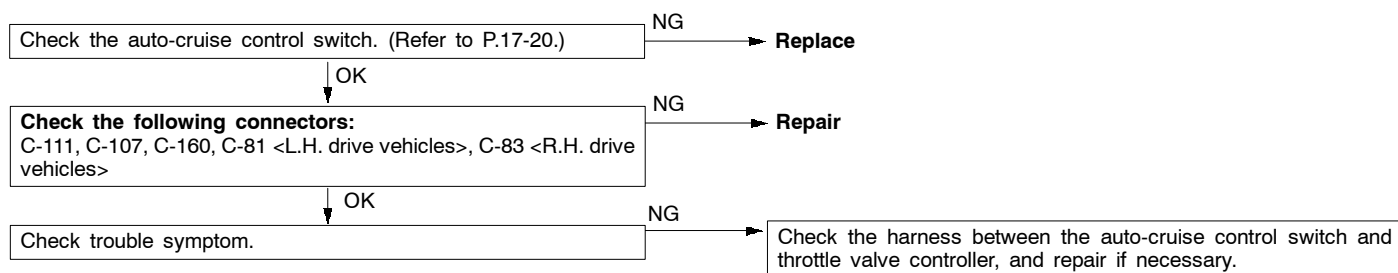 Check the auto-cruise control switch. (Refer to P.17-20.)
NG
Replace
OK
Check the following connectors:
C-111, C-107, C-160, C-81 <L.H. drive vehicles>, C-83 <R.H. drive
vehicles>
NG
Repair
OK
Check trouble symptom.
NG
Check the harness between the auto-cruise control switch and
throttle valve controller, and repair if necessary.